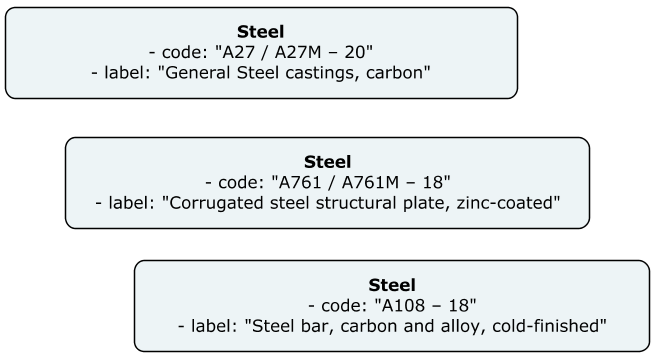 Steel
- code: "A27 / A27M – 20"
- label: "General Steel castings, carbon"
Steel
- code: "A761 / A761M – 18"
- label: "Corrugated steel structural plate, zinc-coated"
Steel
- code: "A108 – 18"
- label: "Steel bar, carbon and alloy, cold-finished"